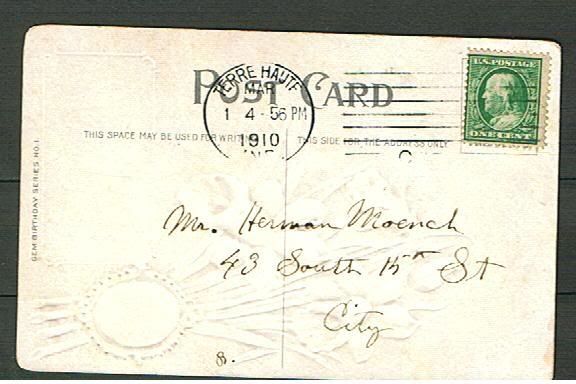 POST CARD
TERRE HAUTE
MAR
1 4 - 56 PM
1910
IND.
U.S. POSTAGE
ONE CENT
THIS SPACE MAY BE USED FOR WRITING
THIS SIDE FOR THE ADDRESS ONLY
GEM BIRTHDAY SERIES NO. 1.
Mr. Herman Moench
43 South 15th St
City
8.